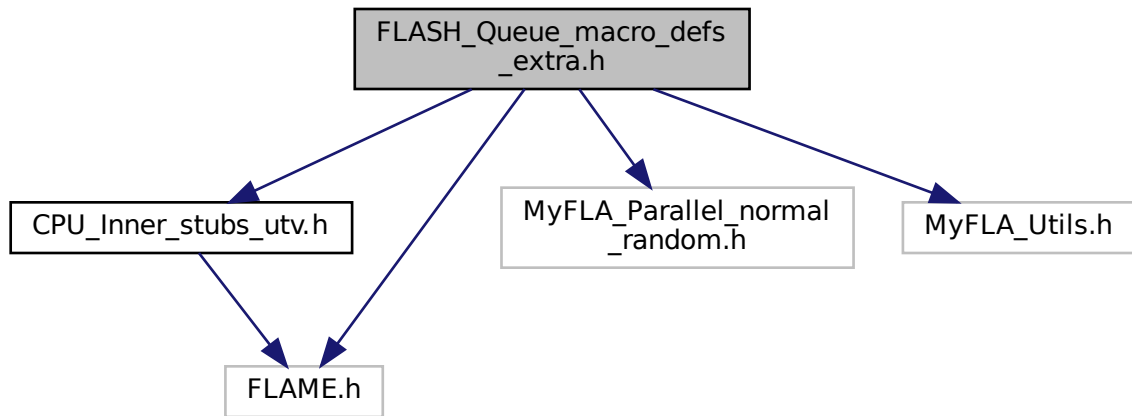 FLASH_Queue_macro_defs
_extra.h
CPU_Inner_stubs_utv.h
MyFLA_Parallel_normal
_random.h
MyFLA_Utils.h
FLAME.h